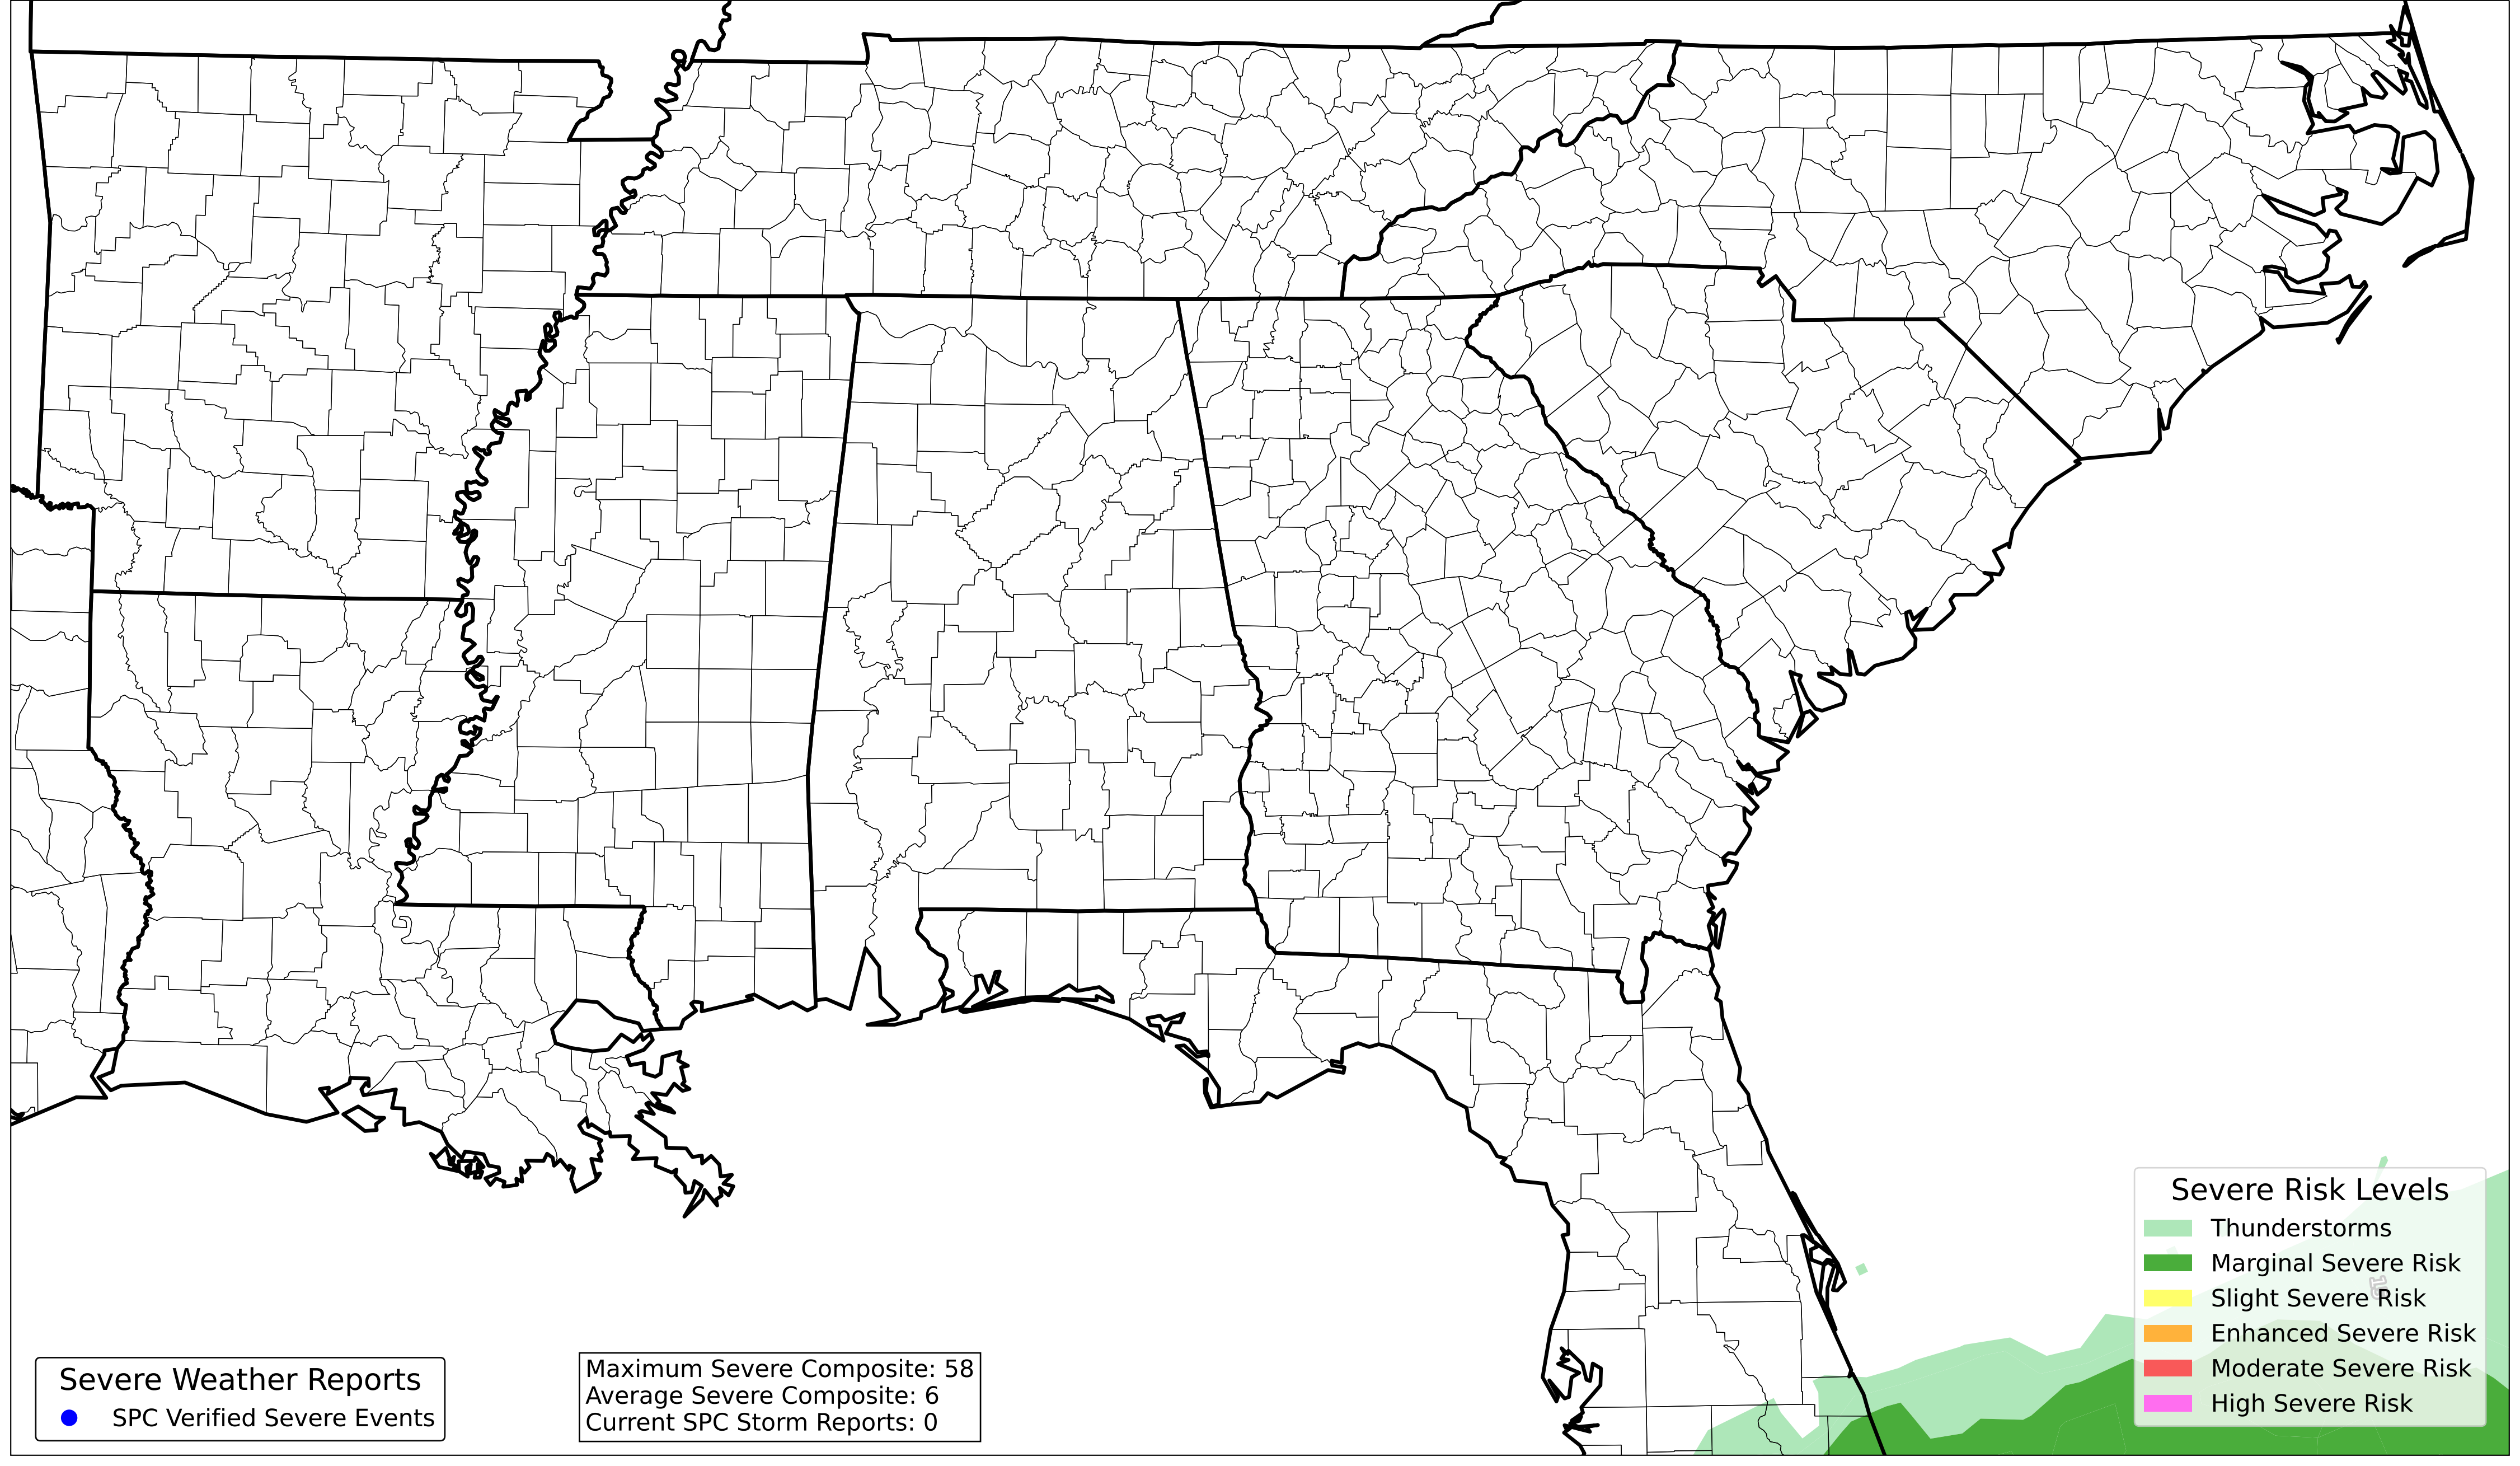 Severe Risk Levels
Thunderstorms
Marginal Severe Risk
Slight Severe Risk
Enhanced Severe Risk
Moderate Severe Risk
High Severe Risk
Severe Weather Reports
SPC Verified Severe Events
Maximum Severe Composite: 58
Average Severe Composite: 6
Current SPC Storm Reports: 0